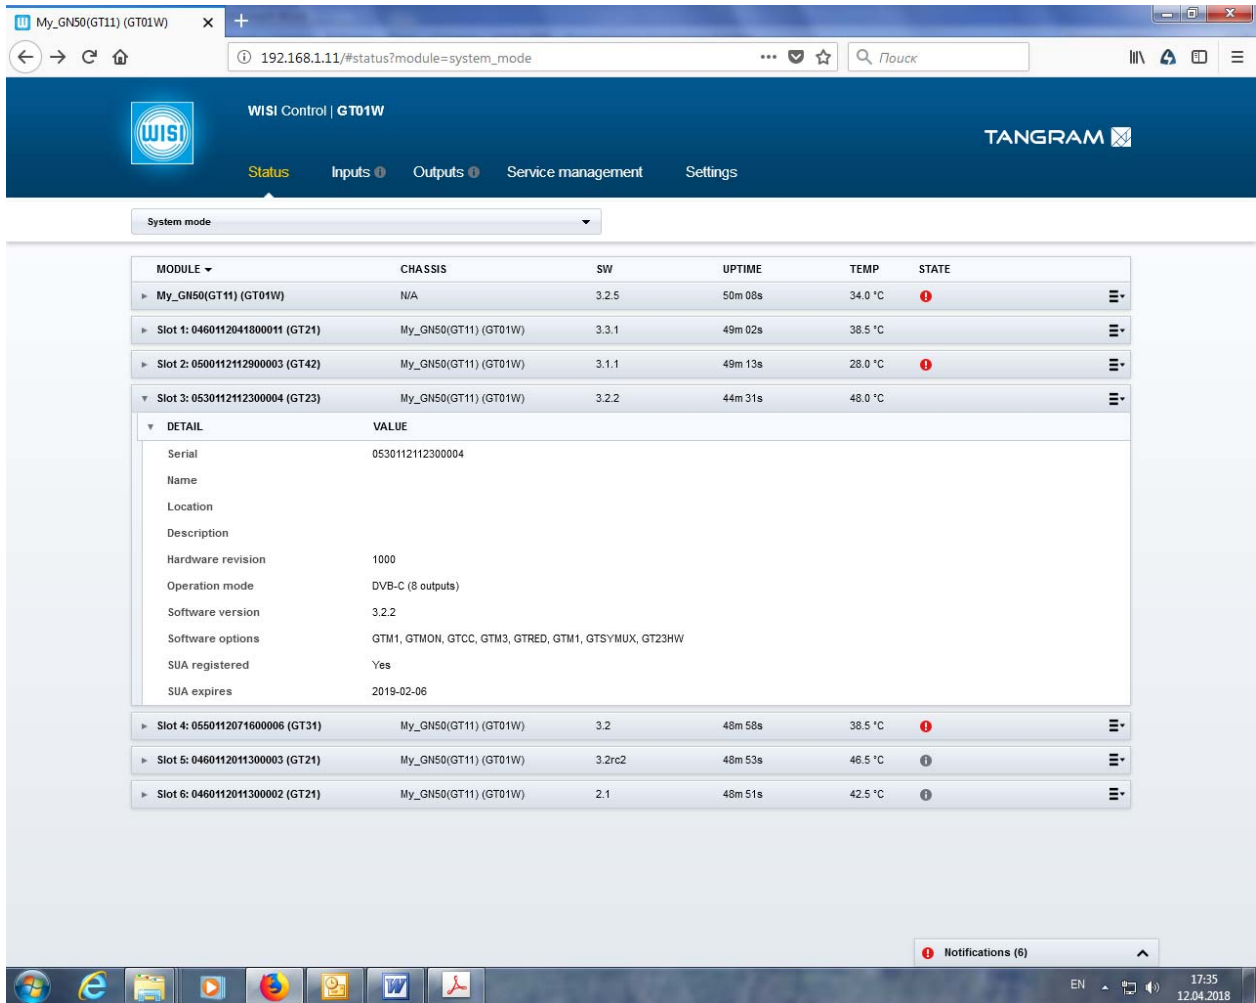 My_GN50(GT11) (GT01W)
192.168.1.11/#status?module=system_mode
Поиск
WISI
WISI Control | GT01W
TANGRAM
Status Inputs Outputs Service management Settings
System mode
MODULE CHASSIS SW UPTIME TEMP STATE
My_GN50(GT11) (GT01W) N/A 3.2.5 50m 08s 34.0 °C
Slot 1: 0460112041800011 (GT21) My_GN50(GT11) (GT01W) 3.3.1 49m 02s 38.5 °C
Slot 2: 0500112112900003 (GT42) My_GN50(GT11) (GT01W) 3.1.1 49m 13s 28.0 °C
Slot 3: 0530112112300004 (GT23) My_GN50(GT11) (GT01W) 3.2.2 44m 31s 48.0 °C
DETAIL VALUE
Serial 0530112112300004
Name
Location
Description
Hardware revision 1000
Operation mode DVB-C (8 outputs)
Software version 3.2.2
Software options GTM1, GTMON, GTCC, GTM3, GTRED, GTM1, GTSYMUX, GT23HW
SUA registered Yes
SUA expires 2019-02-06
Slot 4: 0550112071600006 (GT31) My_GN50(GT11) (GT01W) 3.2 48m 58s 38.5 °C
Slot 5: 0460112011300003 (GT21) My_GN50(GT11) (GT01W) 3.2rc2 48m 53s 46.5 °C
Slot 6: 0460112011300002 (GT21) My_GN50(GT11) (GT01W) 2.1 48m 51s 42.5 °C
Notifications (6)
EN 17:35
12.04.2018